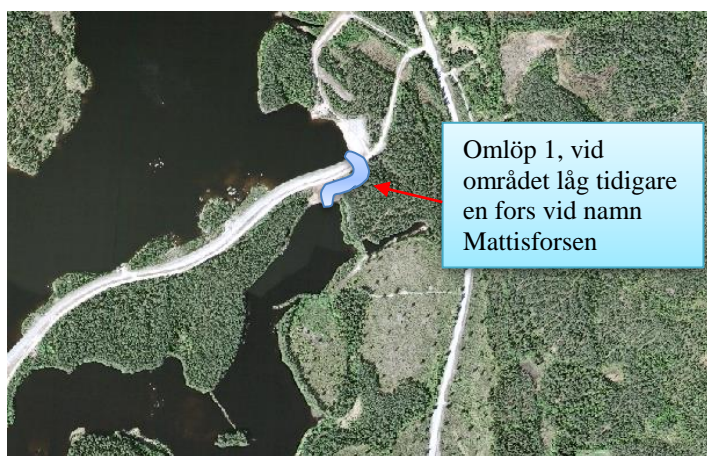 Omlöp 1, vid
området låg tidigare
en fors vid namn
Mattisforsen